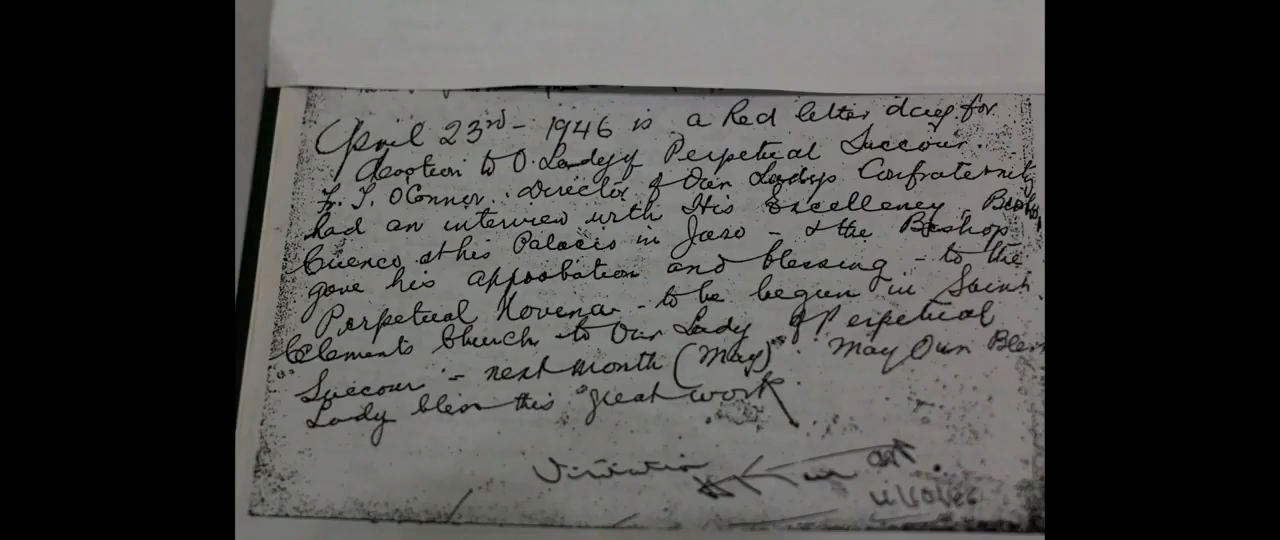 April 23rd - 1946 is a Red letter day for
devotion to O. Lady of Perpetual Succour.
Fr. T. O'Connor. Director of Our Ladys Confraternity
had an interview with His Excellency Bishop
Cuenco at his Palacio in Jaro - & the Bishop
gave his approbation and blessing - to the
Perpetual Novena - to be begun in Saint
Clements Church - to Our Lady of Perpetual
Succour - next month (May). May Our Bless
Lady bless this great work
Visitation